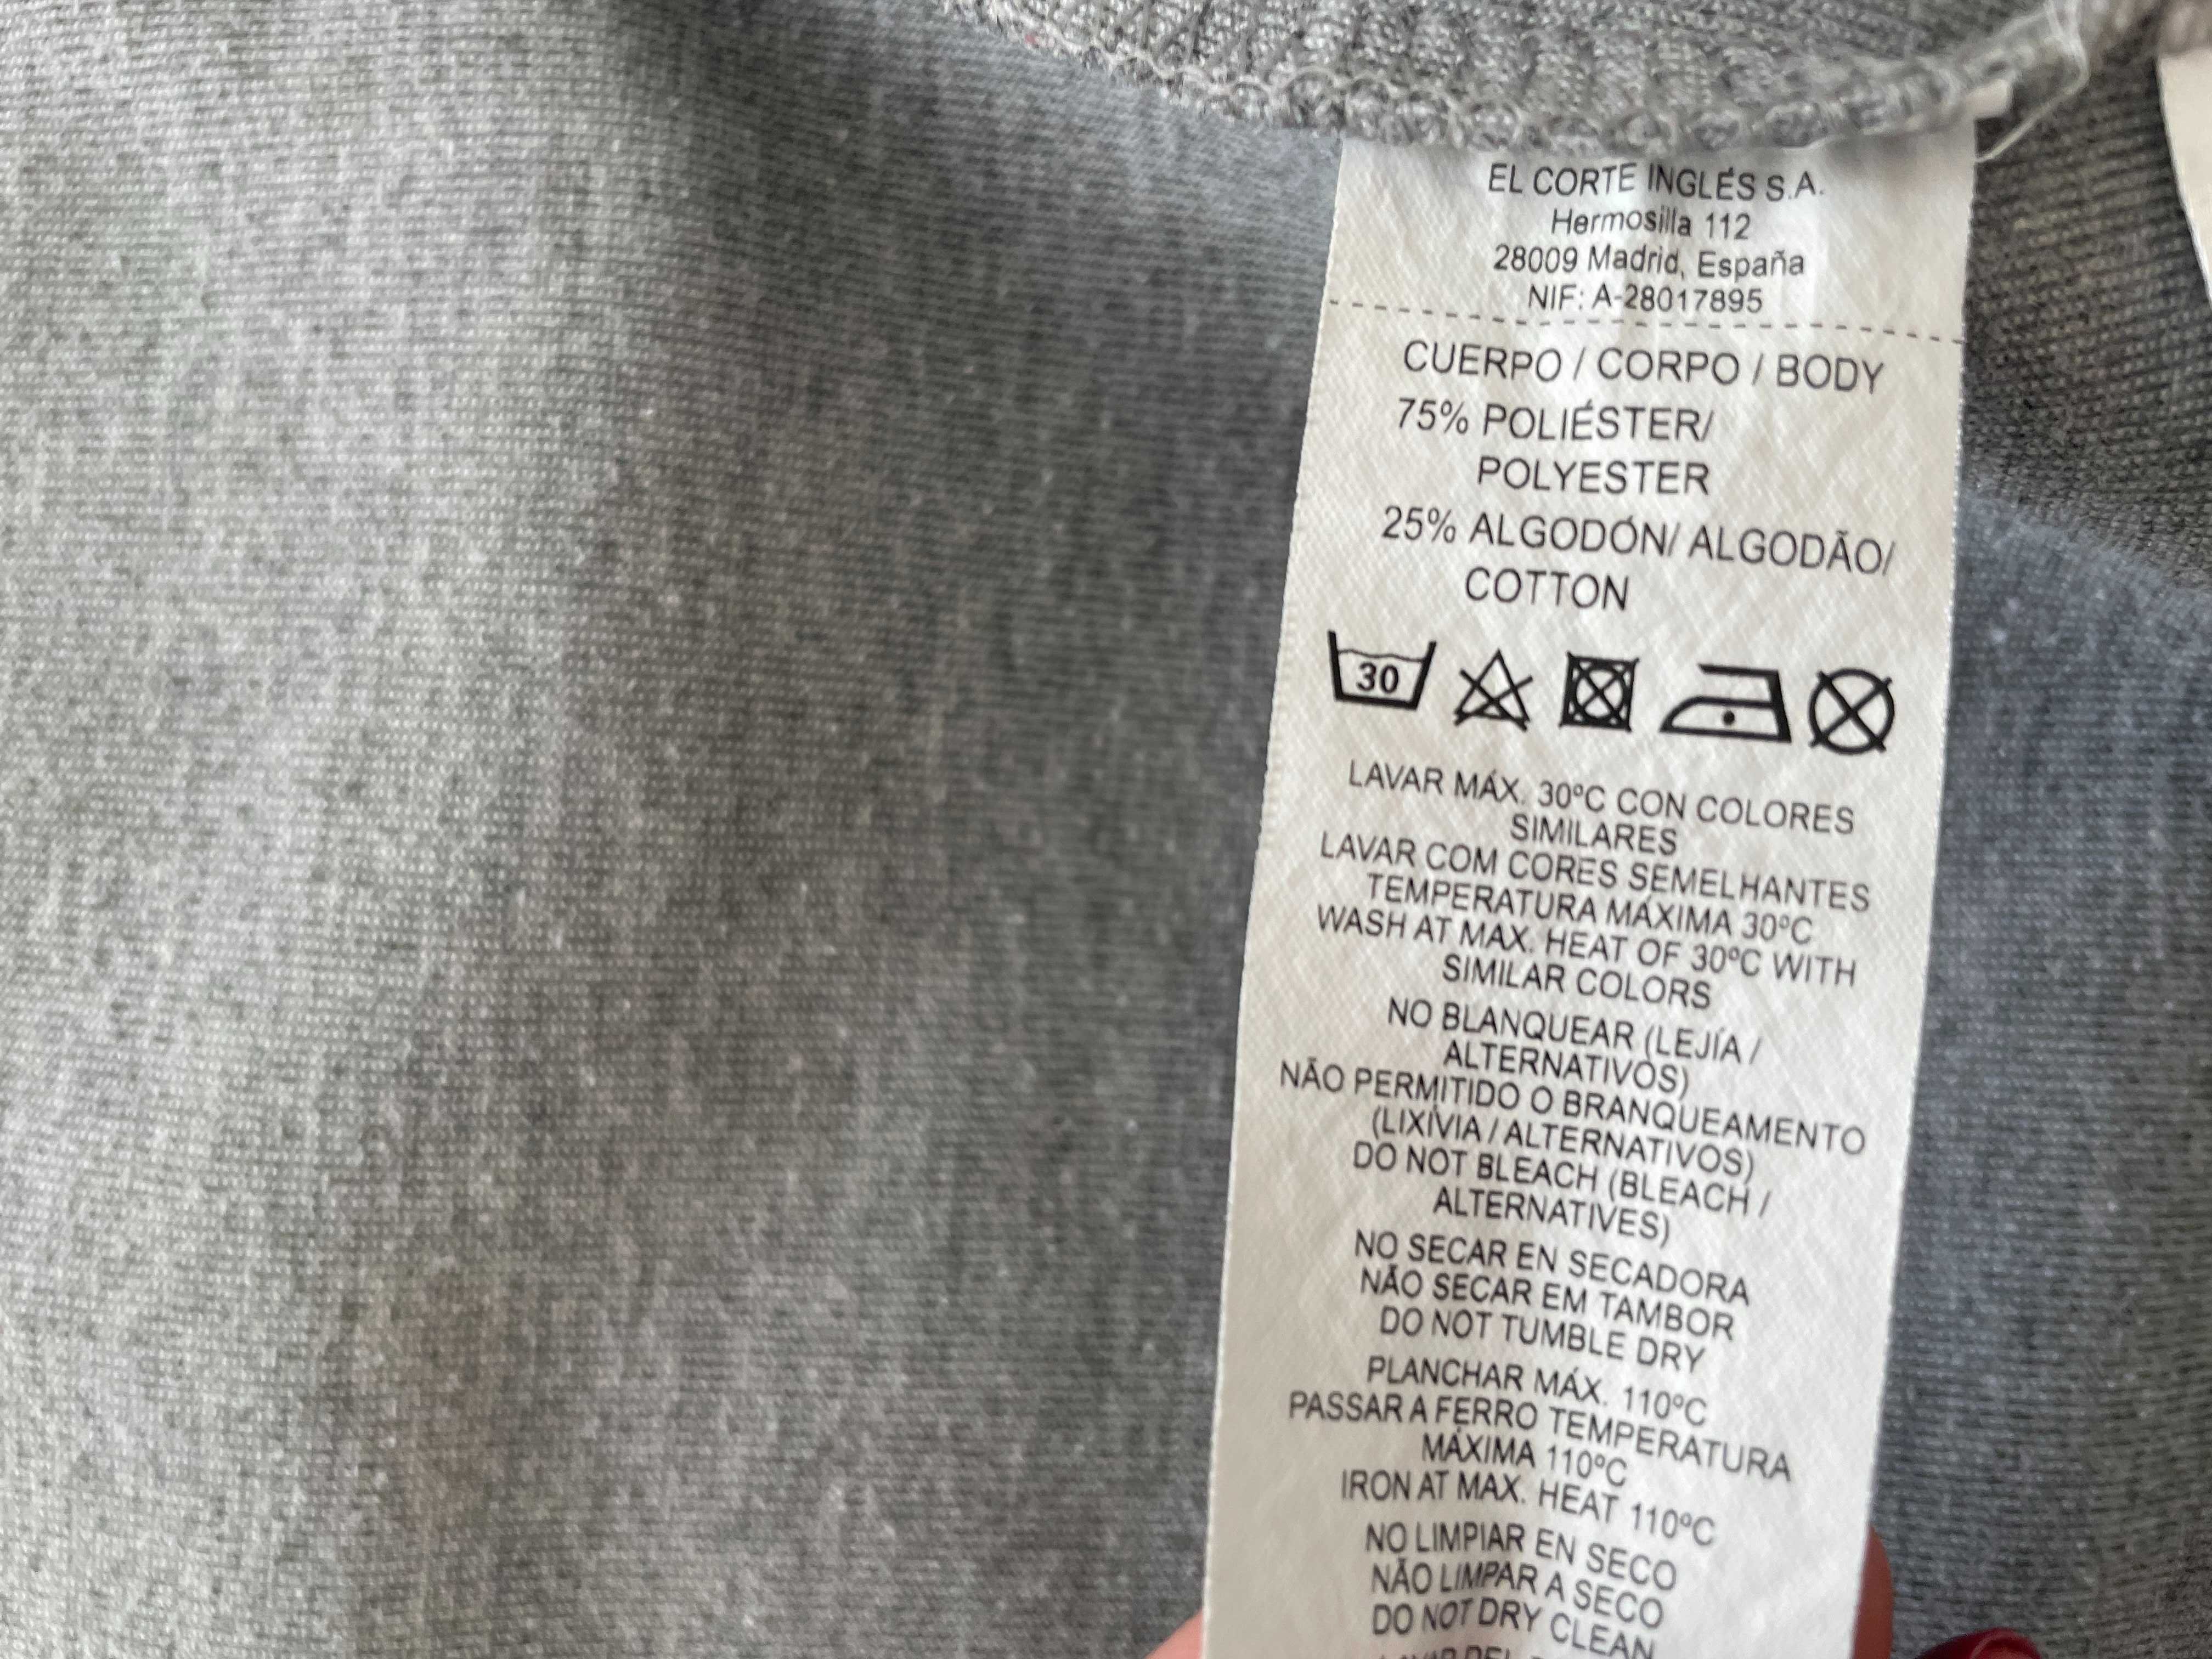 EL CORTE INGLÉS S.A.
Hermosilla 112
28009 Madrid, España
NIF: A-28017895
CUERPO / CORPO / BODY
75% POLIÉSTER/
POLYESTER
25% ALGODÓN/ ALGODÃO/
COTTON
30
LAVAR MÁX. 30ºC CON COLORES
SIMILARES
LAVAR COM CORES SEMELHANTES
TEMPERATURA MÁXIMA 30ºC
WASH AT MAX. HEAT OF 30ºC WITH
SIMILAR COLORS
NO BLANQUEAR (LEJÍA /
ALTERNATIVOS)
NÃO PERMITIDO O BRANQUEAMENTO
(LIXÍVIA / ALTERNATIVOS)
DO NOT BLEACH (BLEACH /
ALTERNATIVES)
NO SECAR EN SECADORA
NÃO SECAR EM TAMBOR
DO NOT TUMBLE DRY
PLANCHAR MÁX. 110ºC
PASSAR A FERRO TEMPERATURA
MÁXIMA 110ºC
IRON AT MAX. HEAT 110ºC
NO LIMPIAR EN SECO
NÃO LIMPAR A SECO
DO NOT DRY CLEAN